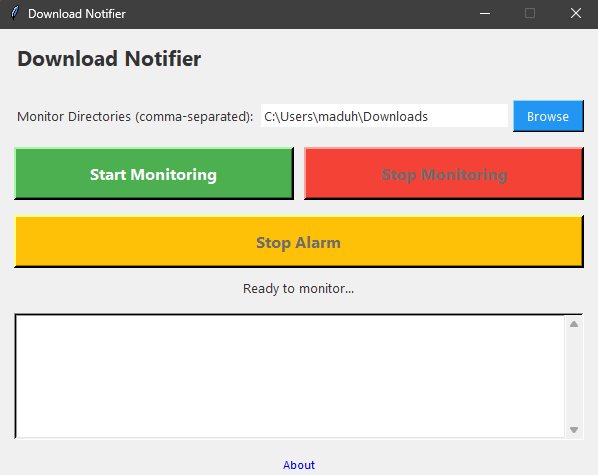 Download Notifier
Download Notifier
Monitor Directories (comma-separated): C:\Users\maduh\Downloads Browse
Start Monitoring Stop Monitoring
Stop Alarm
Ready to monitor...
About